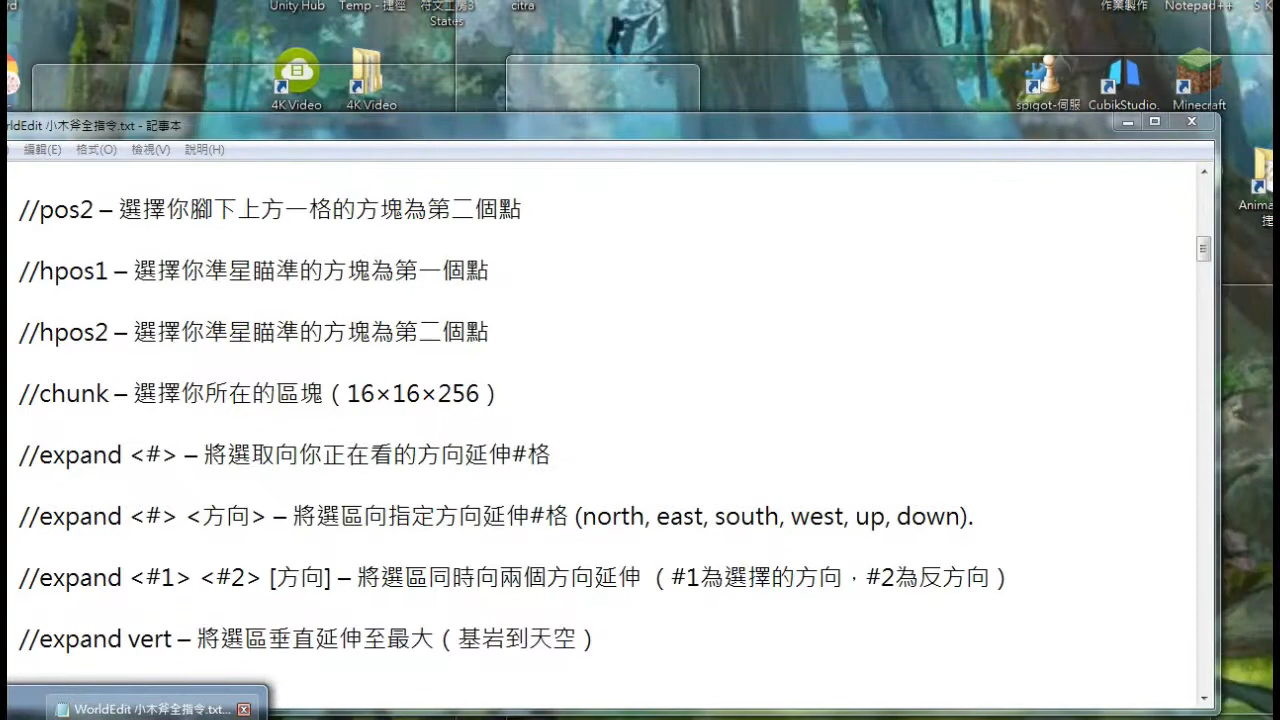 Unity Hub
Temp - 捷徑
符文工房3
States
citra
作業製作
Notepad++
4K Video
4K Video
spigot-伺服
CubikStudio.
Minecraft
Anima
捷
rldEdit 小木斧全指令.txt - 記事本
編輯(E) 格式(O) 檢視(V) 說明(H)
//pos2 – 選擇你腳下上方一格的方塊為第二個點
//hpos1 – 選擇你準星瞄準的方塊為第一個點
//hpos2 – 選擇你準星瞄準的方塊為第二個點
//chunk – 選擇你所在的區塊（16×16×256）
//expand <#> – 將選取向你正在看的方向延伸#格
//expand <#> <方向> – 將選區向指定方向延伸#格 (north, east, south, west, up, down).
//expand <#1> <#2> [方向] – 將選區同時向兩個方向延伸 （#1為選擇的方向，#2為反方向）
//expand vert – 將選區垂直延伸至最大（基岩到天空）
WorldEdit 小木斧全指令.txt...